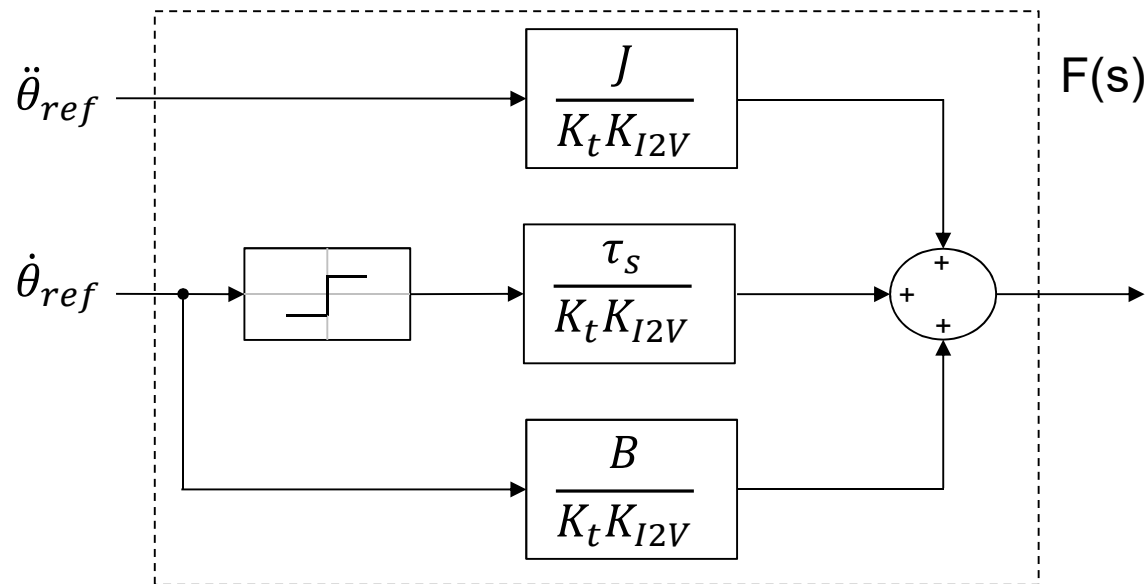 θ̈_ref
J
K_t K_I2V
F(s)
θ̇_ref
τ_s
K_t K_I2V
+
+
+
B
K_t K_I2V